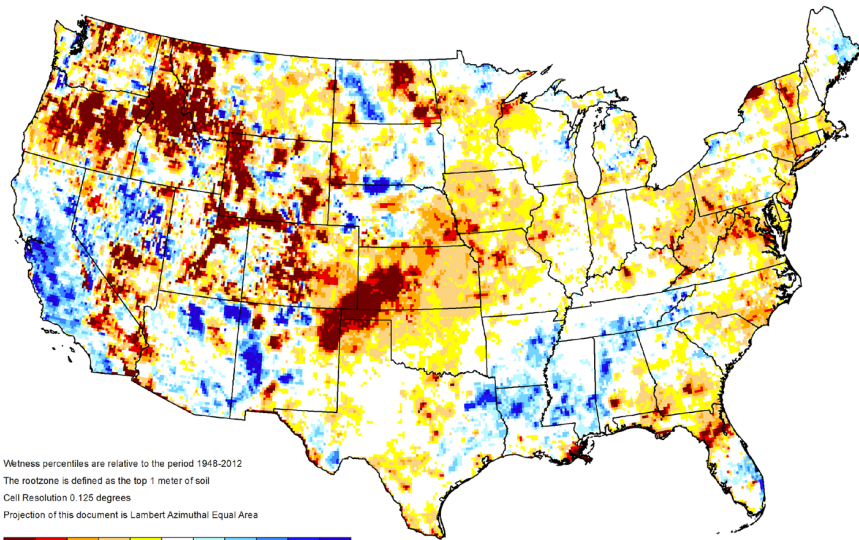 Wetness percentiles are relative to the period 1948-2012
The rootzone is defined as the top 1 meter of soil
Cell Resolution 0.125 degrees
Projection of this document is Lambert Azimuthal Equal Area